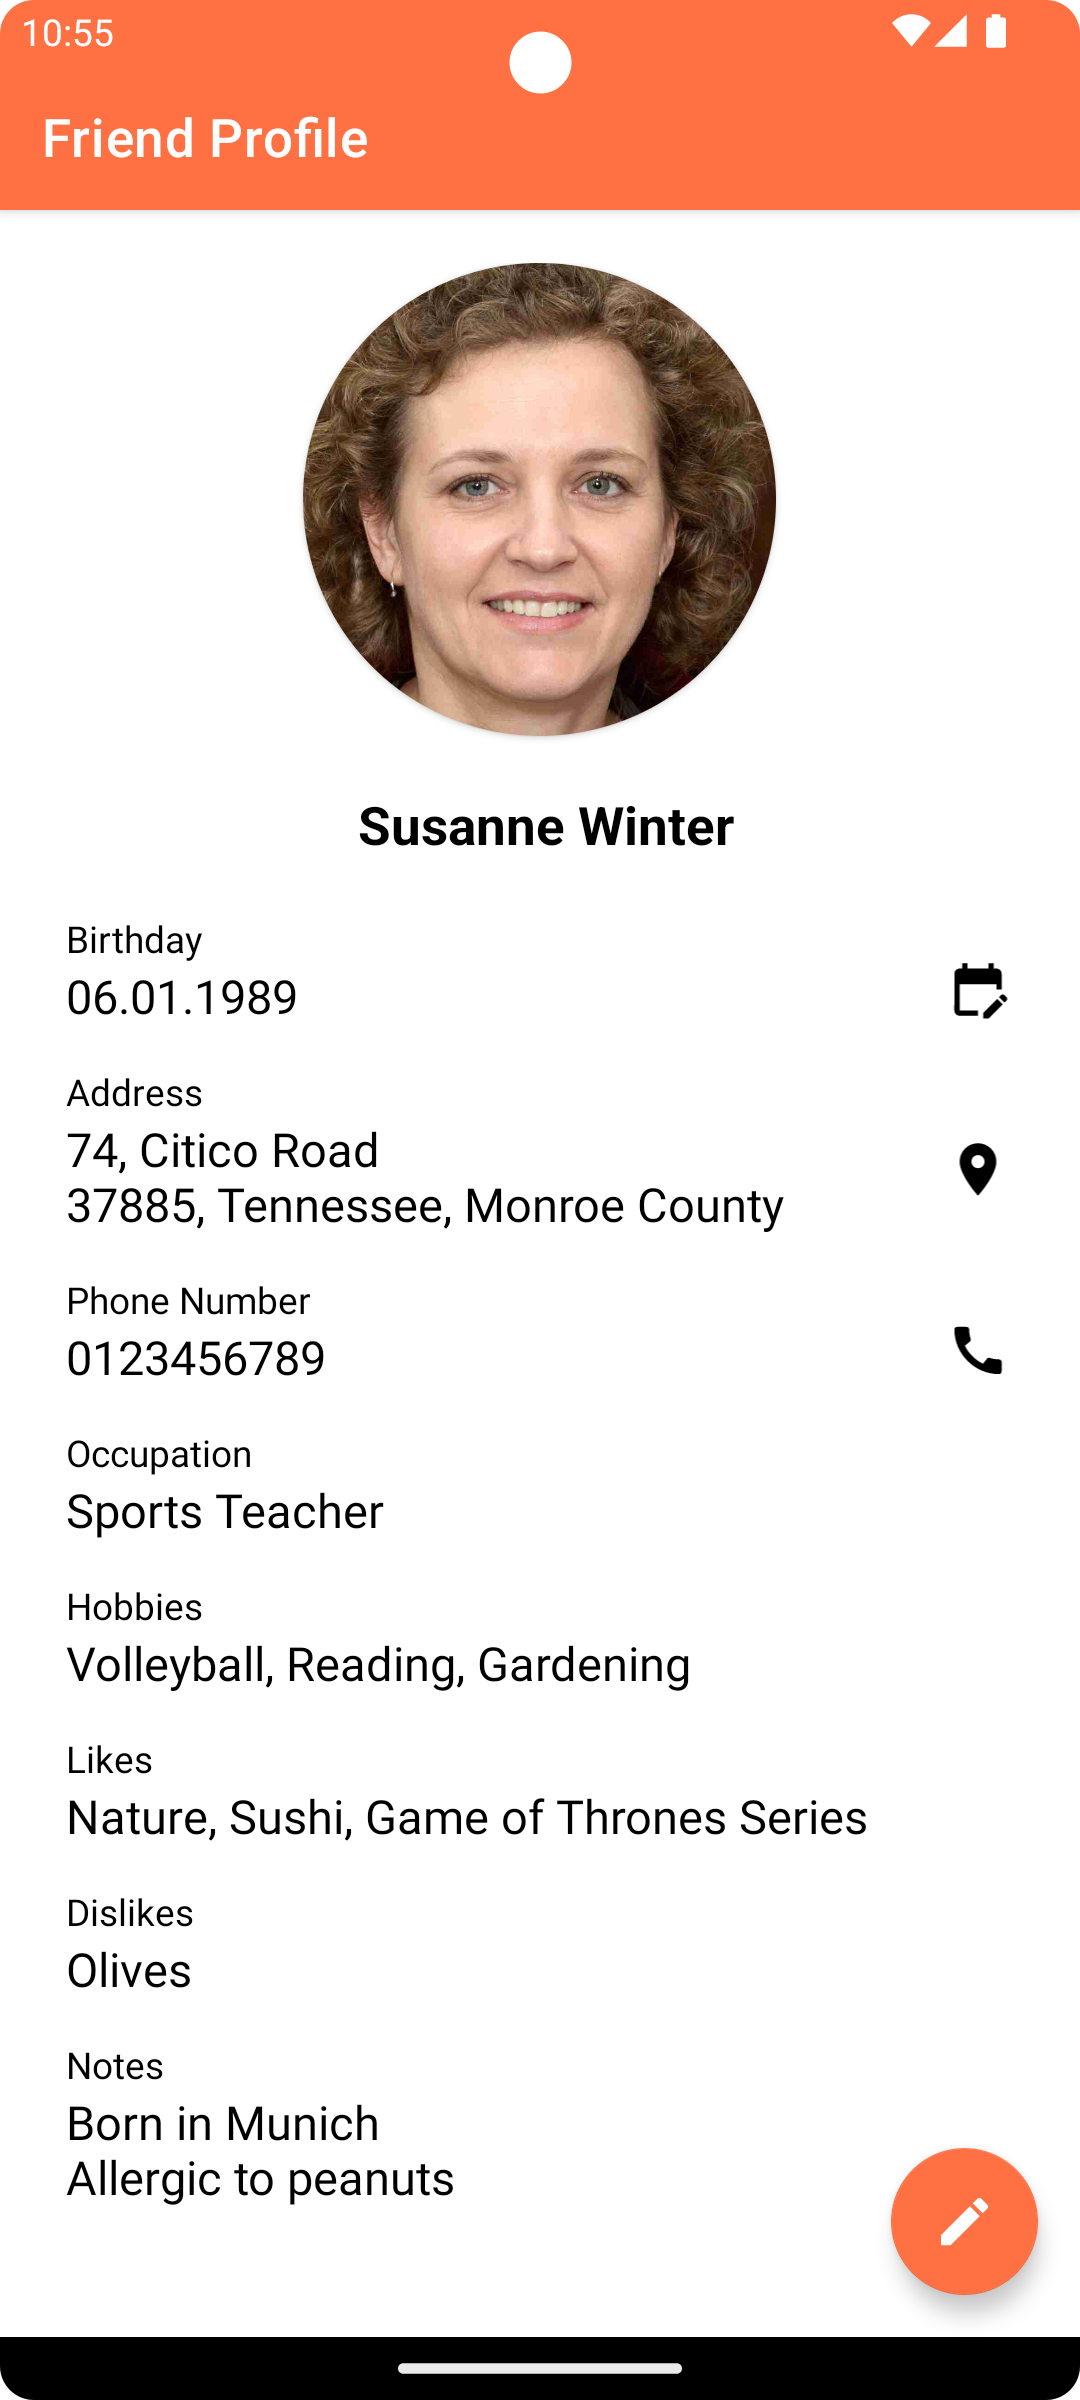 10:55
Friend Profile
Susanne Winter
Birthday
06.01.1989
Address
74, Citico Road
37885, Tennessee, Monroe County
Phone Number
0123456789
Occupation
Sports Teacher
Hobbies
Volleyball, Reading, Gardening
Likes
Nature, Sushi, Game of Thrones Series
Dislikes
Olives
Notes
Born in Munich
Allergic to peanuts